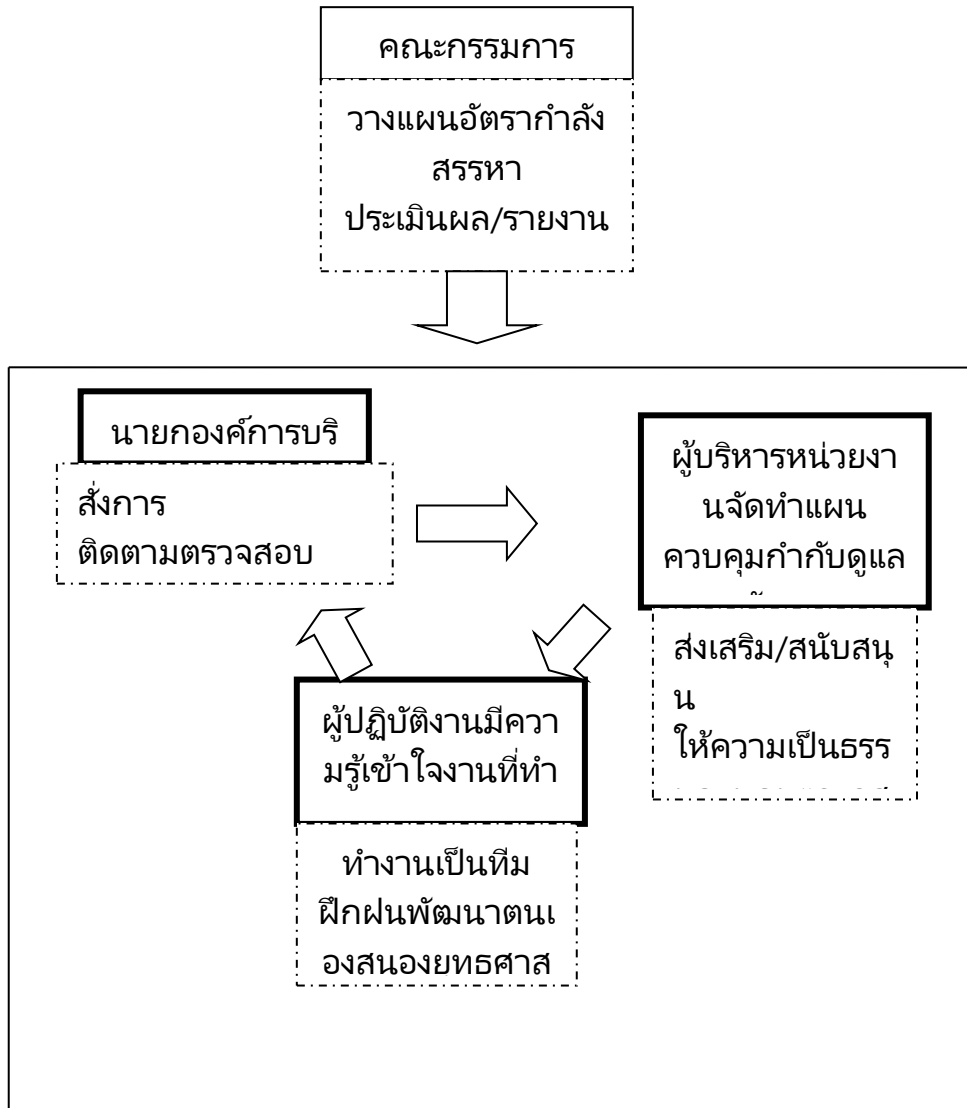 คณะกรรมการ
วางแผนอัตรากำลัง
สรรหา
ประเมินผล/รายงาน
นายกองค์การบริ
สั่งการ
ติดตามตรวจสอบ
ผู้บริหารหน่วยงา
นจัดทำแผน
ควบคุมกำกับดูแล
ส่งเสริม/สนับสนุ
น
ให้ความเป็นธรร
ผู้ปฏิบัติงานมีควา
มรู้เข้าใจงานที่ทำ
ทำงานเป็นทีม
ฝึกฝนพัฒนาตนเ
องสนองยุทธศาส